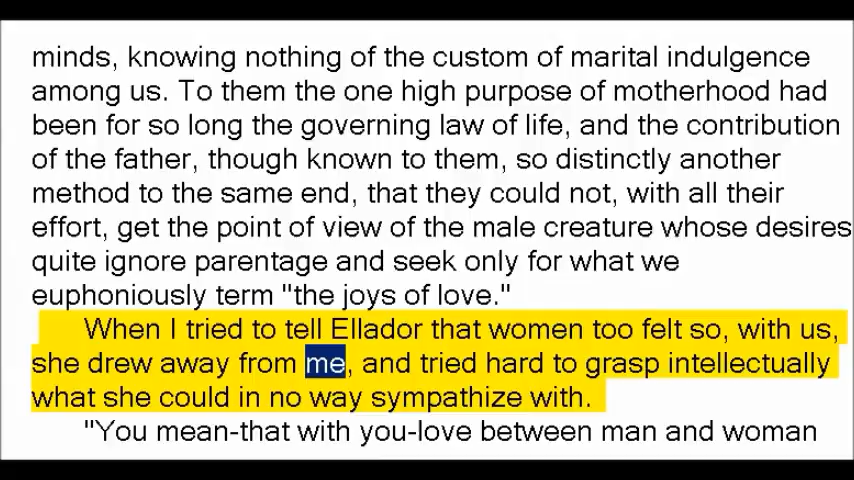 minds, knowing nothing of the custom of marital indulgence
among us. To them the one high purpose of motherhood had
been for so long the governing law of life, and the contribution
of the father, though known to them, so distinctly another
method to the same end, that they could not, with all their
effort, get the point of view of the male creature whose desires
quite ignore parentage and seek only for what we
euphoniously term "the joys of love."
When I tried to tell Ellador that women too felt so, with us,
she drew away from me, and tried hard to grasp intellectually
what she could in no way sympathize with.
"You mean-that with you-love between man and woman